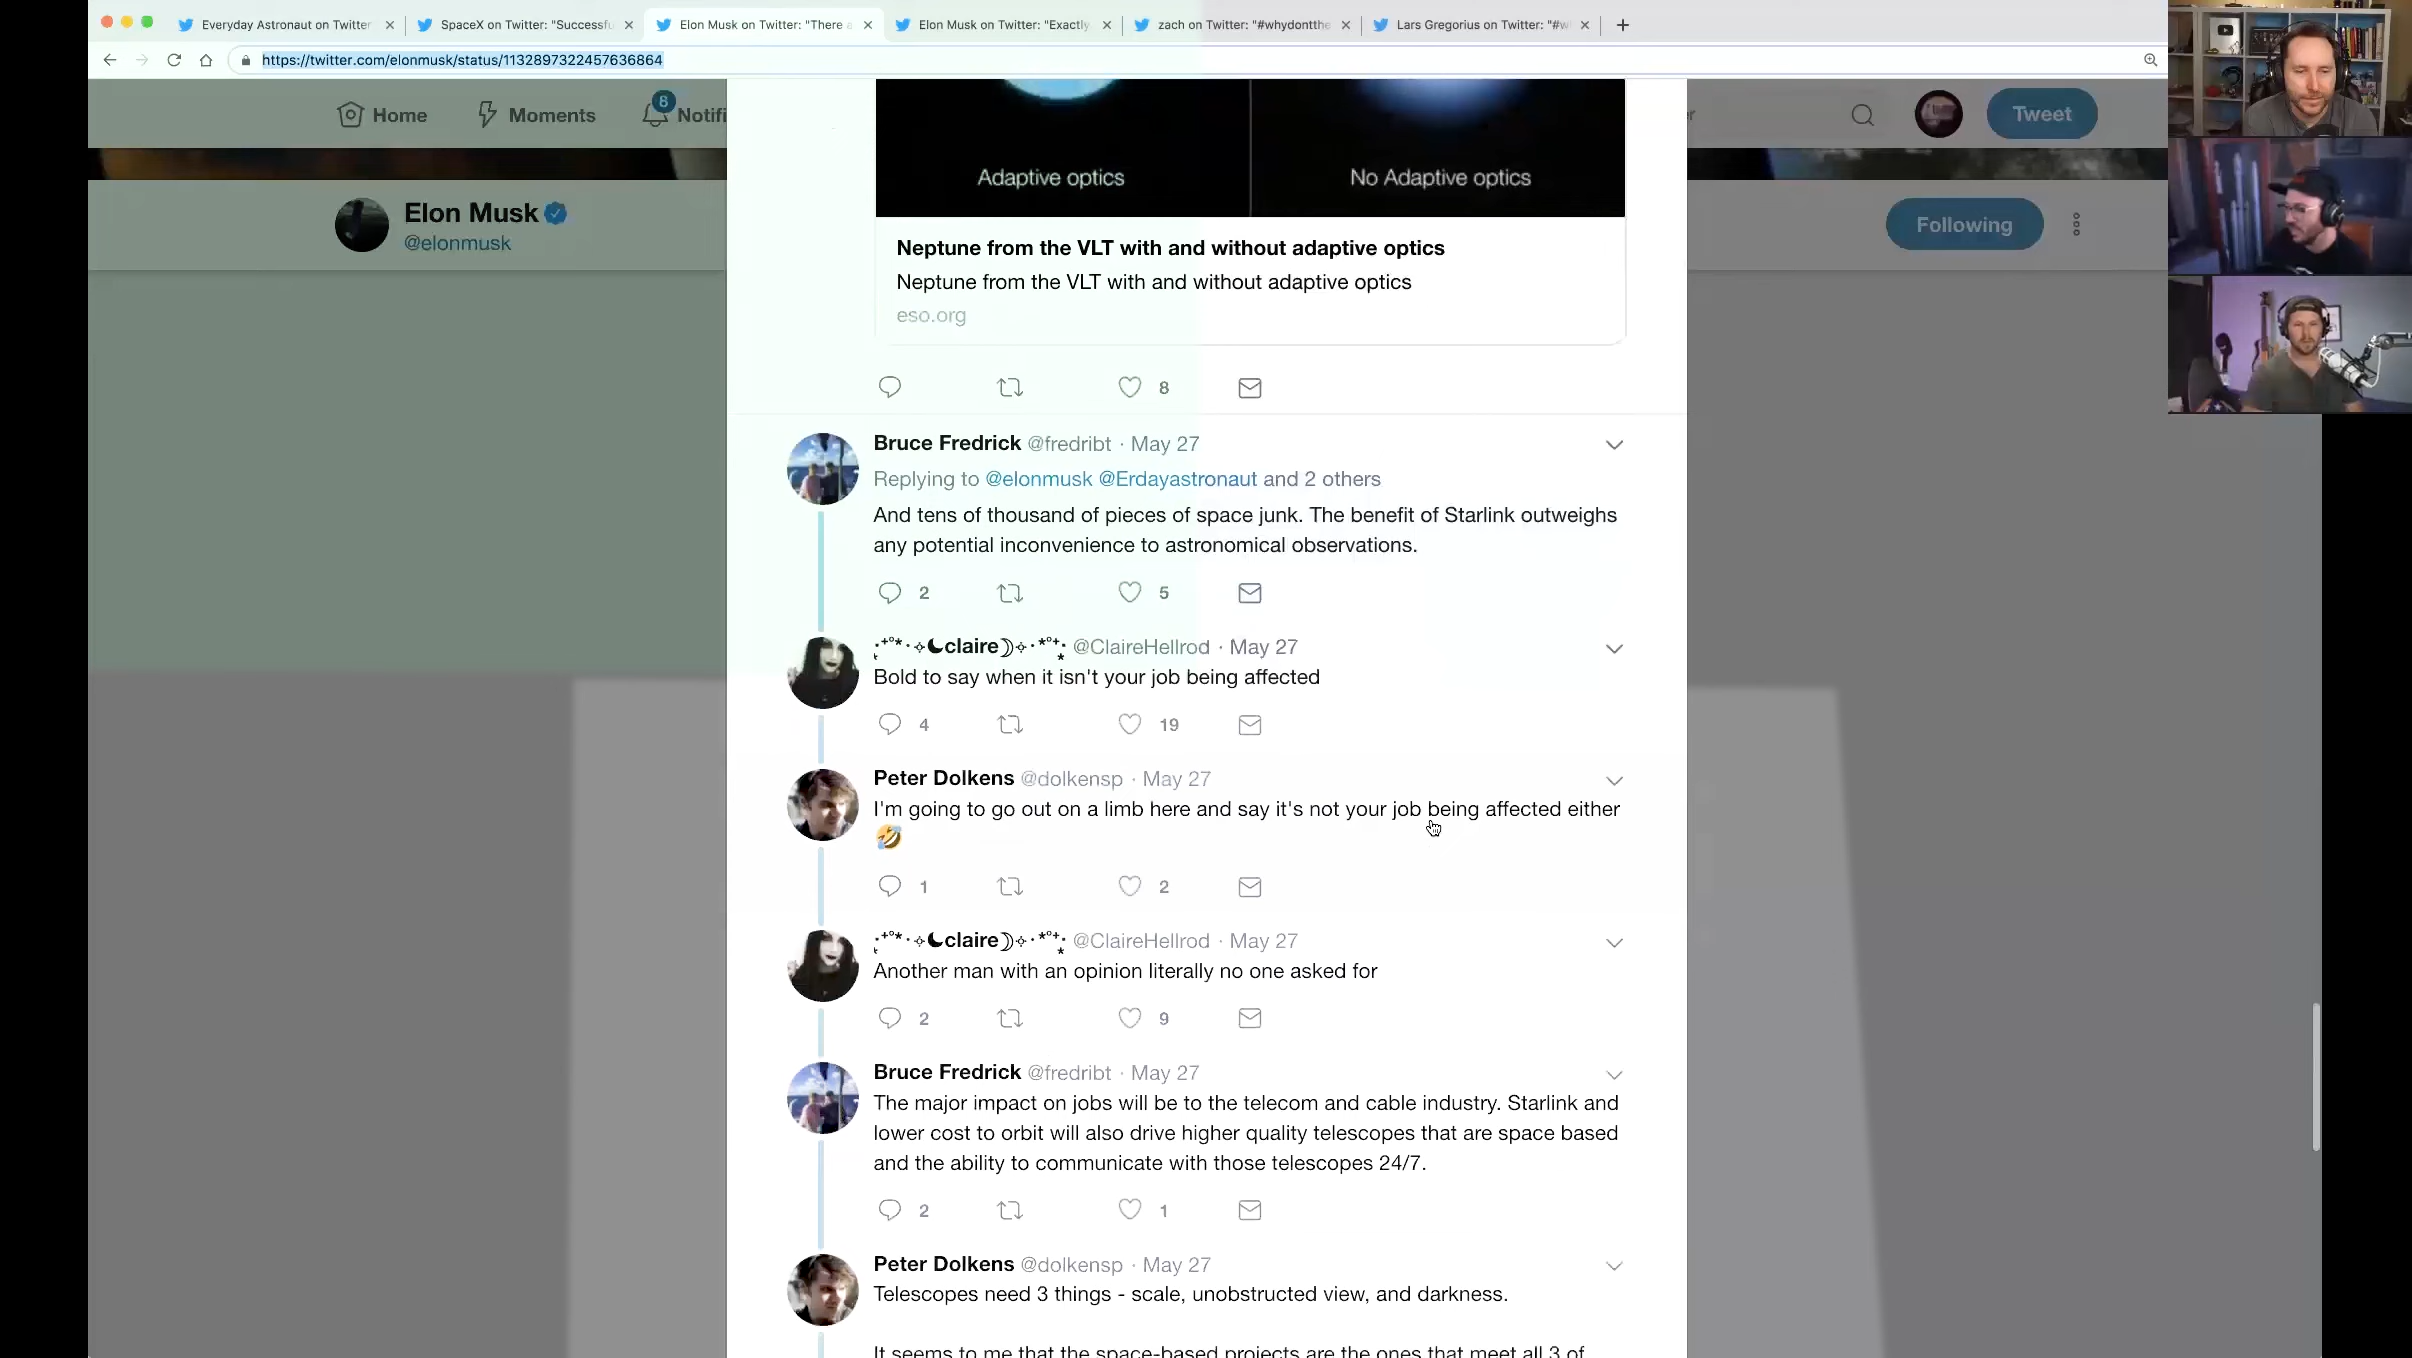 Everyday Astronaut on Twitter
SpaceX on Twitter: "Successfu
Elon Musk on Twitter: "There a
Elon Musk on Twitter: "Exactly
zach on Twitter: "#whydontthe
Lars Gregorius on Twitter: "#w
https://twitter.com/elonmusk/status/1132897322457636864
Home
Moments
8
Notifi
er
Tweet
Adaptive optics
No Adaptive optics
Elon Musk
@elonmusk
Following
Neptune from the VLT with and without adaptive optics
Neptune from the VLT with and without adaptive optics
eso.org
8
Bruce Fredrick @fredribt · May 27
Replying to @elonmusk @Erdayastronaut and 2 others
And tens of thousand of pieces of space junk. The benefit of Starlink outweighs
any potential inconvenience to astronomical observations.
2 5
claire @ClaireHellrod · May 27
Bold to say when it isn't your job being affected
4 19
Peter Dolkens @dolkensp · May 27
I'm going to go out on a limb here and say it's not your job being affected either
🤣
1 2
claire @ClaireHellrod · May 27
Another man with an opinion literally no one asked for
2 9
Bruce Fredrick @fredribt · May 27
The major impact on jobs will be to the telecom and cable industry. Starlink and
lower cost to orbit will also drive higher quality telescopes that are space based
and the ability to communicate with those telescopes 24/7.
2 1
Peter Dolkens @dolkensp · May 27
Telescopes need 3 things - scale, unobstructed view, and darkness.
It seems to me that the space-based projects are the ones that meet all 3 of